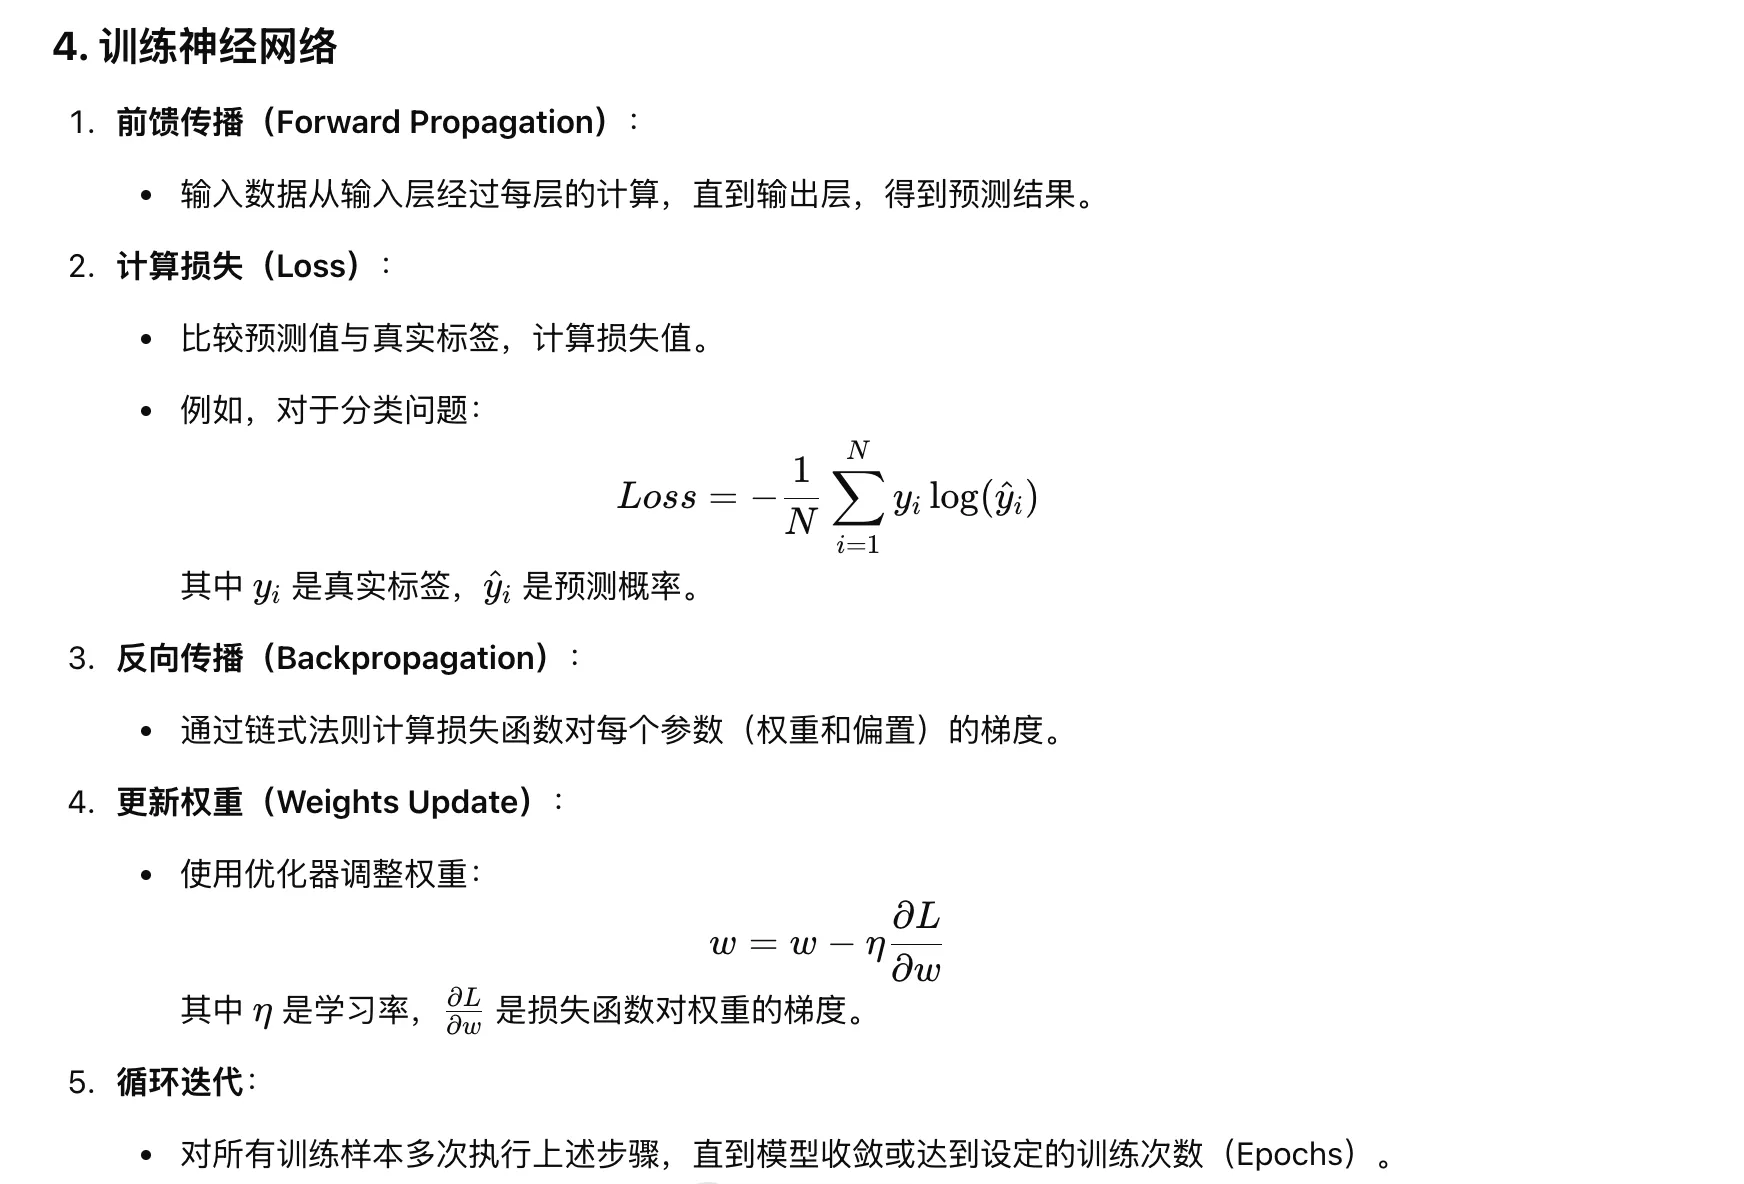 4. 训练神经网络
1. 前馈传播（Forward Propagation）：
• 输入数据从输入层经过每层的计算，直到输出层，得到预测结果。
2. 计算损失（Loss）：
• 比较预测值与真实标签，计算损失值。
• 例如，对于分类问题：
$Loss = -\frac{1}{N} \sum_{i=1}^{N} y_i \log(\hat{y}_i)$
其中 $y_i$ 是真实标签，$\hat{y}_i$ 是预测概率。
3. 反向传播（Backpropagation）：
• 通过链式法则计算损失函数对每个参数（权重和偏置）的梯度。
4. 更新权重（Weights Update）：
• 使用优化器调整权重：
$w = w - \eta \frac{\partial L}{\partial w}$
其中 $\eta$ 是学习率，$\frac{\partial L}{\partial w}$ 是损失函数对权重的梯度。
5. 循环迭代：
• 对所有训练样本多次执行上述步骤，直到模型收敛或达到设定的训练次数（Epochs）。